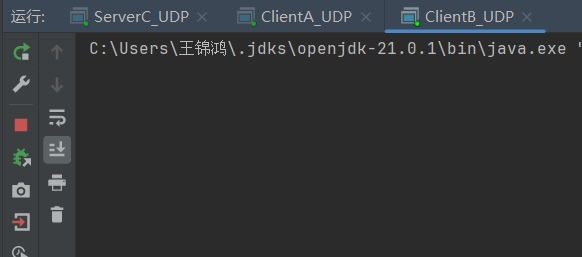 运行: ServerC_UDP ClientA_UDP ClientB_UDP
C:\Users\王锦鸿\.jdks\openjdk-21.0.1\bin\java.exe "